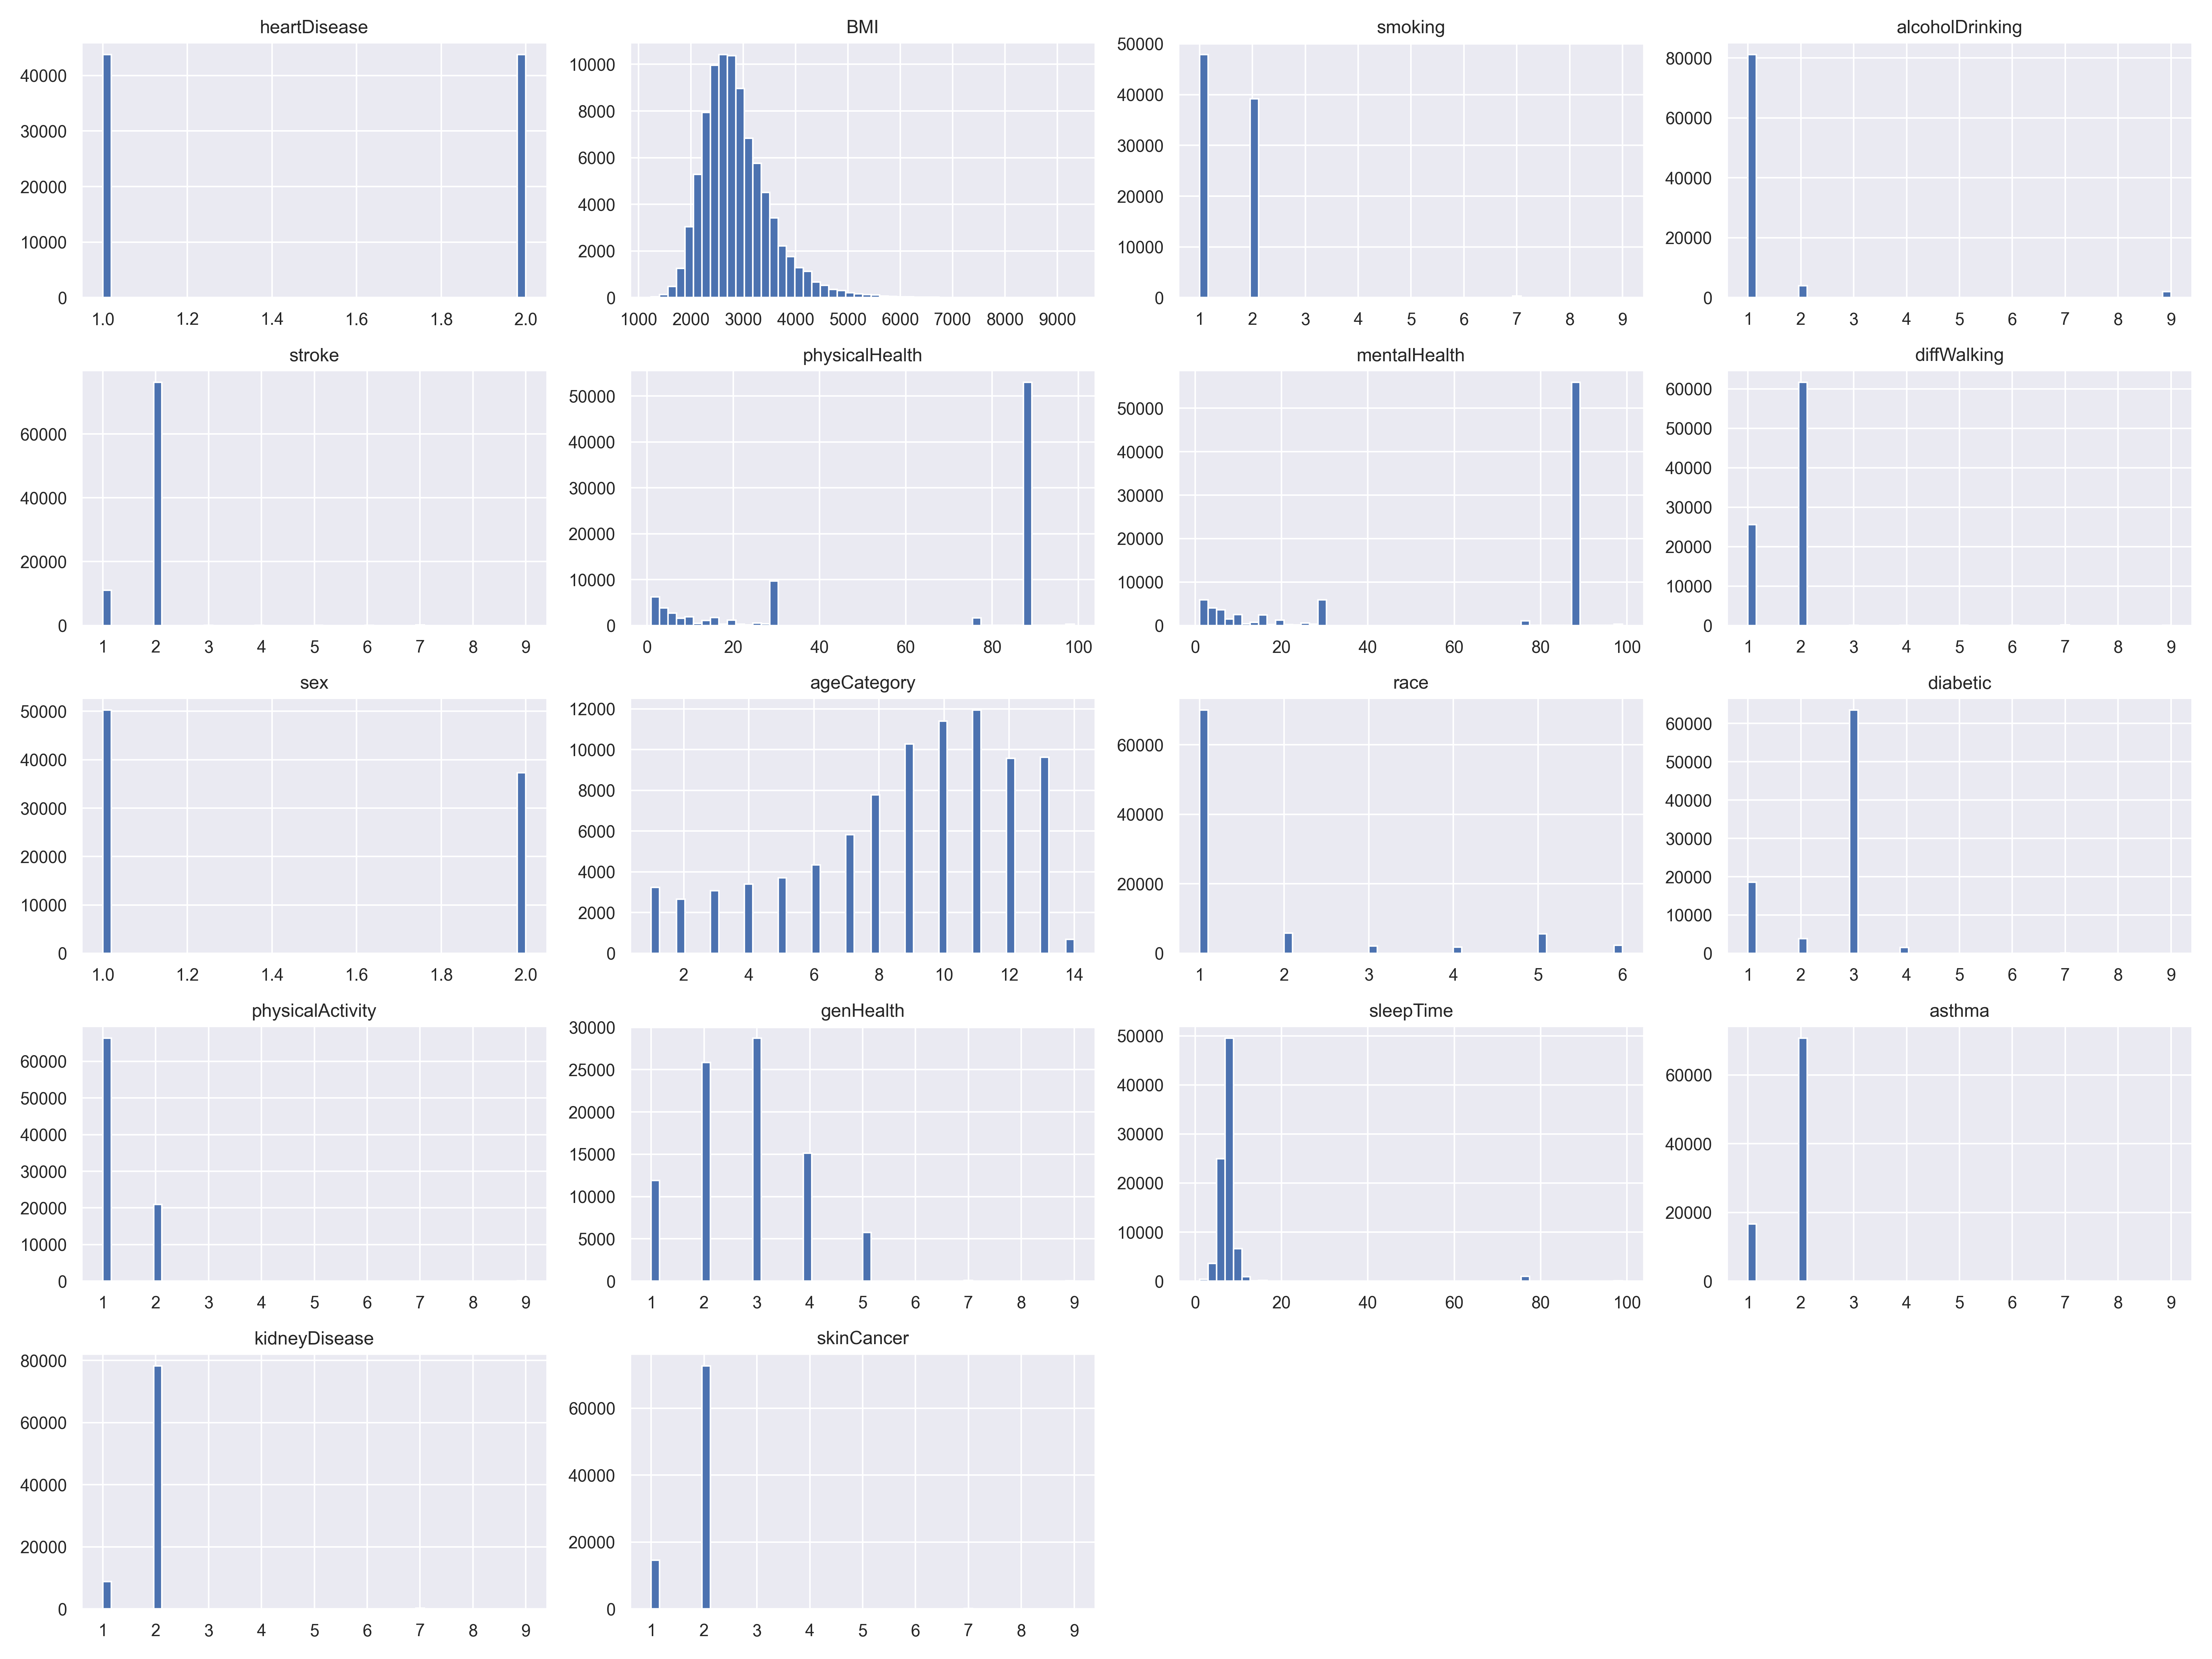 heartDisease BMI smoking alcoholDrinking
40000 30000 20000 10000 0
1.0 1.2 1.4 1.6 1.8 2.0
10000 8000 6000 4000 2000 0
1000 2000 3000 4000 5000 6000 7000 8000 9000
50000 40000 30000 20000 10000 0
1 2 3 4 5 6 7 8 9
80000 60000 40000 20000 0
1 2 3 4 5 6 7 8 9
stroke physicalHealth mentalHealth diffWalking
60000 40000 20000 0
1 2 3 4 5 6 7 8 9
50000 40000 30000 20000 10000 0
0 20 40 60 80 100
50000 40000 30000 20000 10000 0
0 20 40 60 80 100
60000 50000 40000 30000 20000 10000 0
1 2 3 4 5 6 7 8 9
sex ageCategory race diabetic
50000 40000 30000 20000 10000 0
1.0 1.2 1.4 1.6 1.8 2.0
12000 10000 8000 6000 4000 2000 0
2 4 6 8 10 12 14
60000 40000 20000 0
1 2 3 4 5 6
60000 50000 40000 30000 20000 10000 0
1 2 3 4 5 6 7 8 9
physicalActivity genHealth sleepTime asthma
60000 50000 40000 30000 20000 10000 0
1 2 3 4 5 6 7 8 9
30000 25000 20000 15000 10000 5000 0
1 2 3 4 5 6 7 8 9
50000 40000 30000 20000 10000 0
0 20 40 60 80 100
60000 40000 20000 0
1 2 3 4 5 6 7 8 9
kidneyDisease skinCancer
80000 60000 40000 20000 0
1 2 3 4 5 6 7 8 9
60000 40000 20000 0
1 2 3 4 5 6 7 8 9